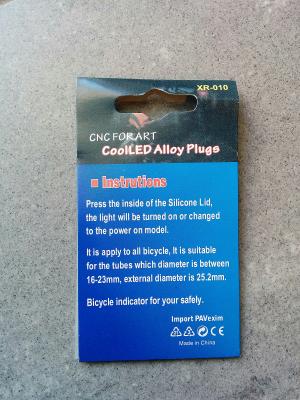 XR-010
CNC FORART
CoolLED Alloy Plugs
Instrutions
Press the inside of the Silicone Lid,
the light will be turned on or changed
to the power on model.
It is apply to all bicycle, It is suitable
for the tubes which diameter is between
16-23mm, external diameter is 25.2mm.
Bicycle indicator for your safely.
Import PAVexim
Made in China